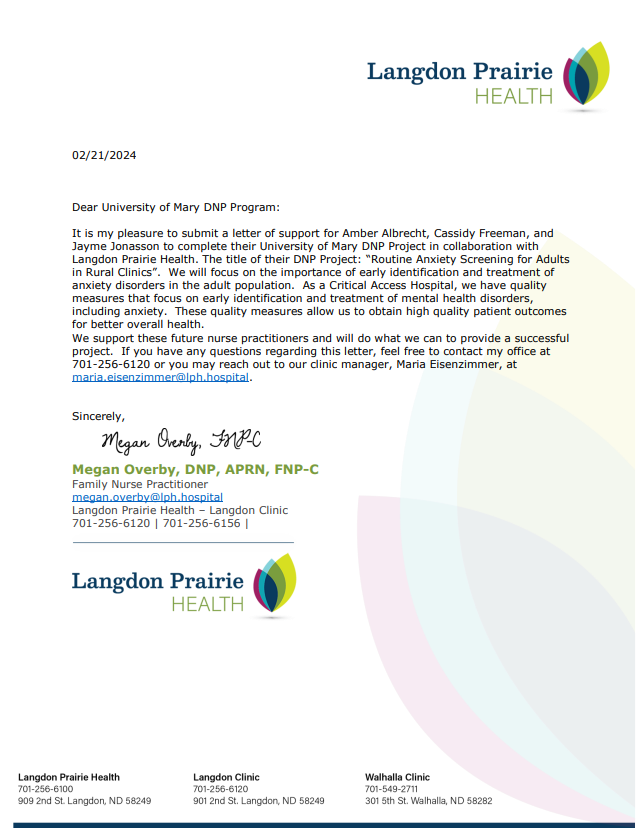 Langdon Prairie
HEALTH
02/21/2024
Dear University of Mary DNP Program:
It is my pleasure to submit a letter of support for Amber Albrecht, Cassidy Freeman, and
Jayme Jonasson to complete their University of Mary DNP Project in collaboration with
Langdon Prairie Health. The title of their DNP Project: “Routine Anxiety Screening for Adults
in Rural Clinics”.  We will focus on the importance of early identification and treatment of
anxiety disorders in the adult population.  As a Critical Access Hospital, we have quality
measures that focus on early identification and treatment of mental health disorders,
including anxiety.  These quality measures allow us to obtain high quality patient outcomes
for better overall health.
We support these future nurse practitioners and will do what we can to provide a successful
project.  If you have any questions regarding this letter, feel free to contact my office at
701-256-6120 or you may reach out to our clinic manager, Maria Eisenzimmer, at
maria.eisenzimmer@lph.hospital.
Sincerely,
Megan Overby, FNP-C
Megan Overby, DNP, APRN, FNP-C
Family Nurse Practitioner
megan.overby@lph.hospital
Langdon Prairie Health – Langdon Clinic
701-256-6120 | 701-256-6156 |
Langdon Prairie
HEALTH
Langdon Prairie Health
701-256-6100
909 2nd St. Langdon, ND 58249
Langdon Clinic
701-256-6120
901 2nd St. Langdon, ND 58249
Walhalla Clinic
701-549-2711
301 5th St. Walhalla, ND 58282